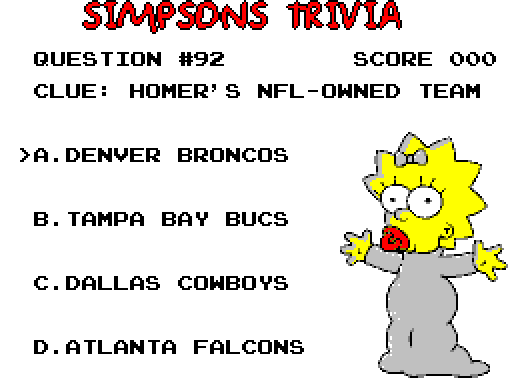 SIMPSONS TRIVIA
QUESTION #92 SCORE 000
CLUE: HOMER'S NFL-OWNED TEAM
>A.DENVER BRONCOS
B.TAMPA BAY BUCS
C.DALLAS COWBOYS
D.ATLANTA FALCONS